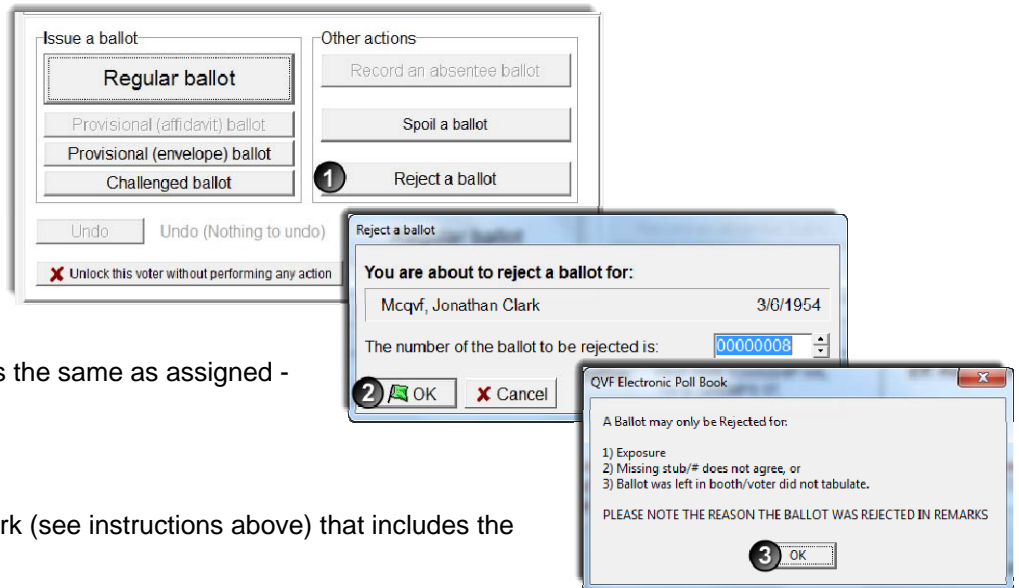 Issue a ballot
Regular ballot
Provisional (affidavit) ballot
Provisional (envelope) ballot
Challenged ballot
Other actions
Record an absentee ballot
Spoil a ballot
1 Reject a ballot
Undo Undo (Nothing to undo)
Unlock this voter without performing any action
Reject a ballot
You are about to reject a ballot for:
Mcqvf, Jonathan Clark 3/6/1954
The number of the ballot to be rejected is: 00000008
2 OK Cancel
s the same as assigned -
QVF Electronic Poll Book
A Ballot may only be Rejected for:
1) Exposure
2) Missing stub/# does not agree, or
3) Ballot was left in booth/voter did not tabulate.
PLEASE NOTE THE REASON THE BALLOT WAS REJECTED IN REMARKS
3 OK
rk (see instructions above) that includes the